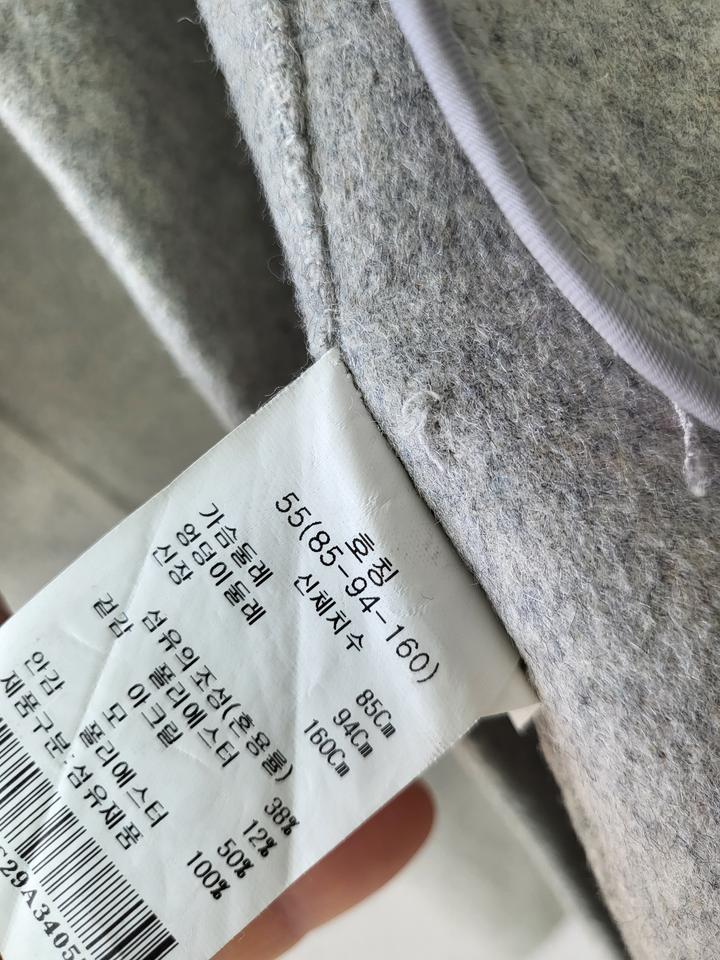 호칭
55(85-94-160)
신체치수
가슴둘레 85Cm
엉덩이둘레 94Cm
신장 160Cm
섬유의조성(혼용률)
겉감 폴리에스터 38%
아크릴 12%
모 50%
안감 폴리에스터 100%
제품구분:섬유제품